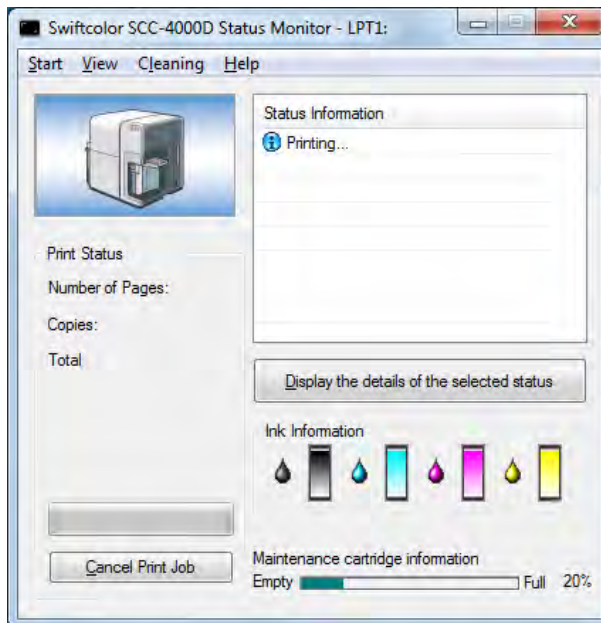 Swiftcolor SCC-4000D Status Monitor - LPT1:
Start View Cleaning Help
Status Information
Printing...
Print Status
Number of Pages:
Copies:
Total
Display the details of the selected status
Ink Information
Cancel Print Job
Maintenance cartridge information
Empty Full 20%